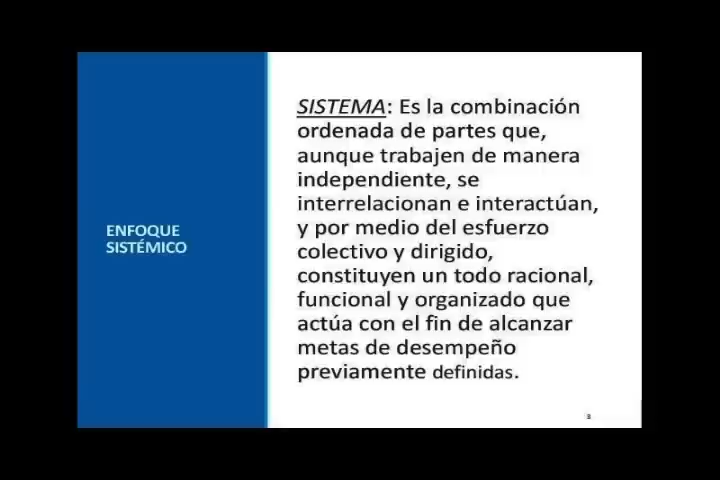 ENFOQUE
SISTÉMICO
SISTEMA: Es la combinación
ordenada de partes que,
aunque trabajen de manera
independiente, se
interrelacionan e interactúan,
y por medio del esfuerzo
colectivo y dirigido,
constituyen un todo racional,
funcional y organizado que
actúa con el fin de alcanzar
metas de desempeño
previamente definidas.